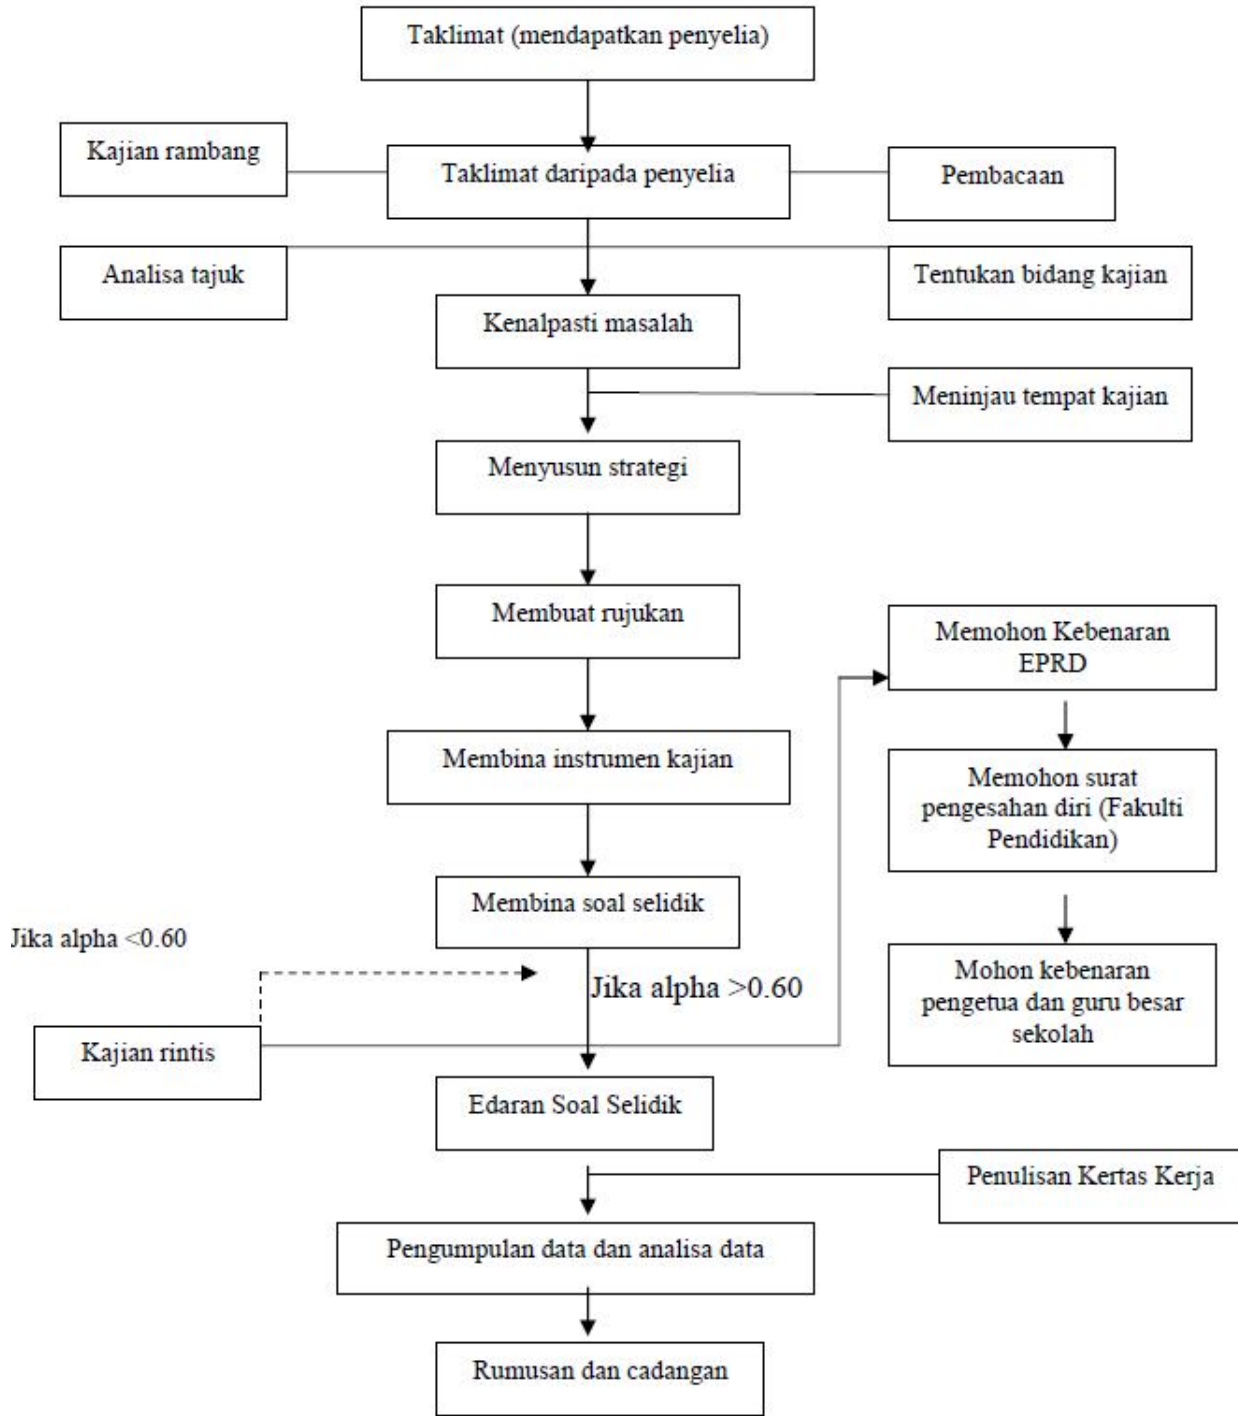 Taklimat (mendapatkan penyelia)
Kajian rambang
Taklimat daripada penyelia
Pembacaan
Analisa tajuk
Tentukan bidang kajian
Kenalpasti masalah
Meninjau tempat kajian
Menyusun strategi
Membuat rujukan
Memohon Kebenaran
EPRD
Membina instrumen kajian
Memohon surat
pengesahan diri (Fakulti
Pendidikan)
Membina soal selidik
Jika alpha <0.60
Jika alpha >0.60
Mohon kebenaran
pengetua dan guru besar
sekolah
Kajian rintis
Edaran Soal Selidik
Penulisan Kertas Kerja
Pengumpulan data dan analisa data
Rumusan dan cadangan